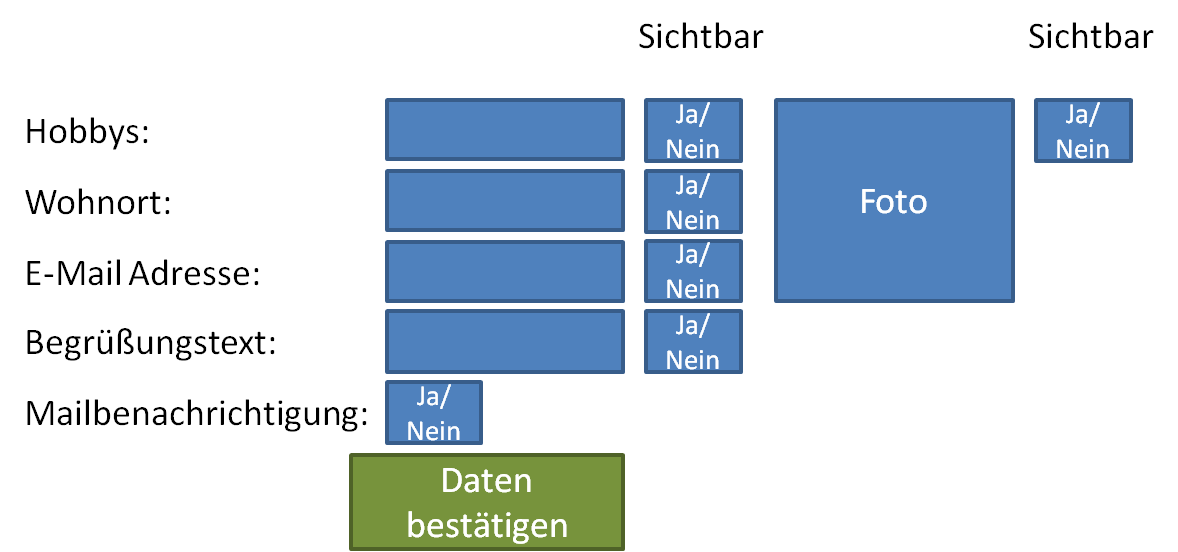 Sichtbar Sichtbar
Hobbys: Ja/ Nein Foto Ja/ Nein
Wohnort: Ja/ Nein
E-Mail Adresse: Ja/ Nein
Begrüßungstext: Ja/ Nein
Mailbenachrichtigung: Ja/ Nein
Daten
bestätigen